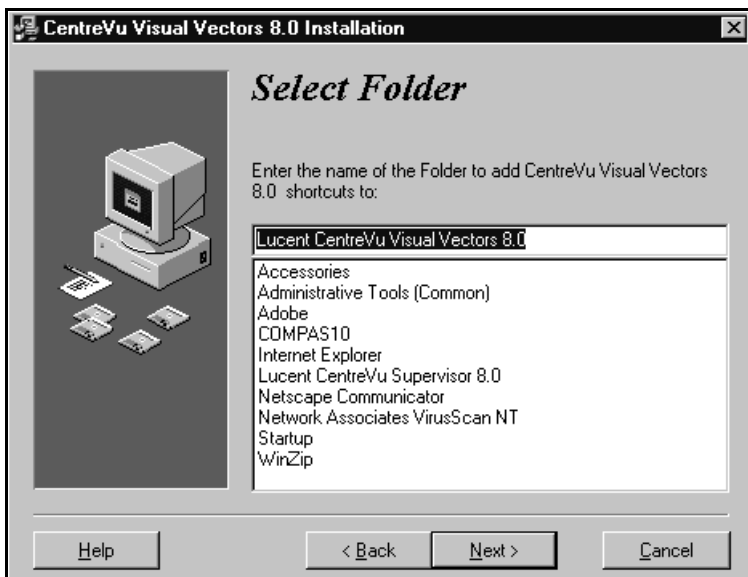 CentreVu Visual Vectors 8.0 Installation
Select Folder
Enter the name of the Folder to add CentreVu Visual Vectors
8.0 shortcuts to:
Lucent CentreVu Visual Vectors 8.0
Accessories
Administrative Tools (Common)
Adobe
COMPAS10
Internet Explorer
Lucent CentreVu Supervisor 8.0
Netscape Communicator
Network Associates VirusScan NT
Startup
WinZip
Help
< Back
Next >
Cancel